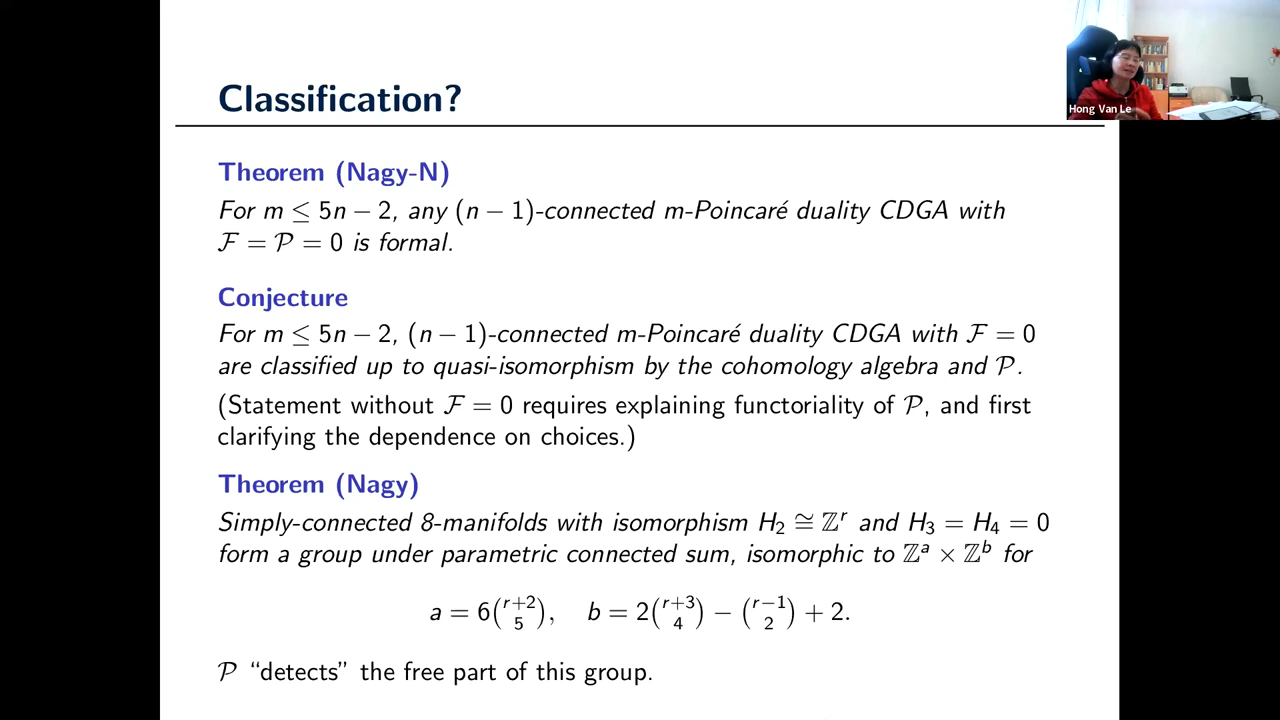 Classification?
Hong Van Le
Theorem (Nagy-N)
For m ≤ 5n − 2, any (n − 1)-connected m-Poincaré duality CDGA with
ℱ = 𝒫 = 0 is formal.
Conjecture
For m ≤ 5n − 2, (n − 1)-connected m-Poincaré duality CDGA with ℱ = 0
are classified up to quasi-isomorphism by the cohomology algebra and 𝒫.
(Statement without ℱ = 0 requires explaining functoriality of 𝒫, and first
clarifying the dependence on choices.)
Theorem (Nagy)
Simply-connected 8-manifolds with isomorphism H₂ ≅ ℤʳ and H₃ = H₄ = 0
form a group under parametric connected sum, isomorphic to ℤᵃ × ℤᵇ for
a = 6(r+2 5), b = 2(r+3 4) − (r−1 2) + 2.
𝒫 “detects” the free part of this group.